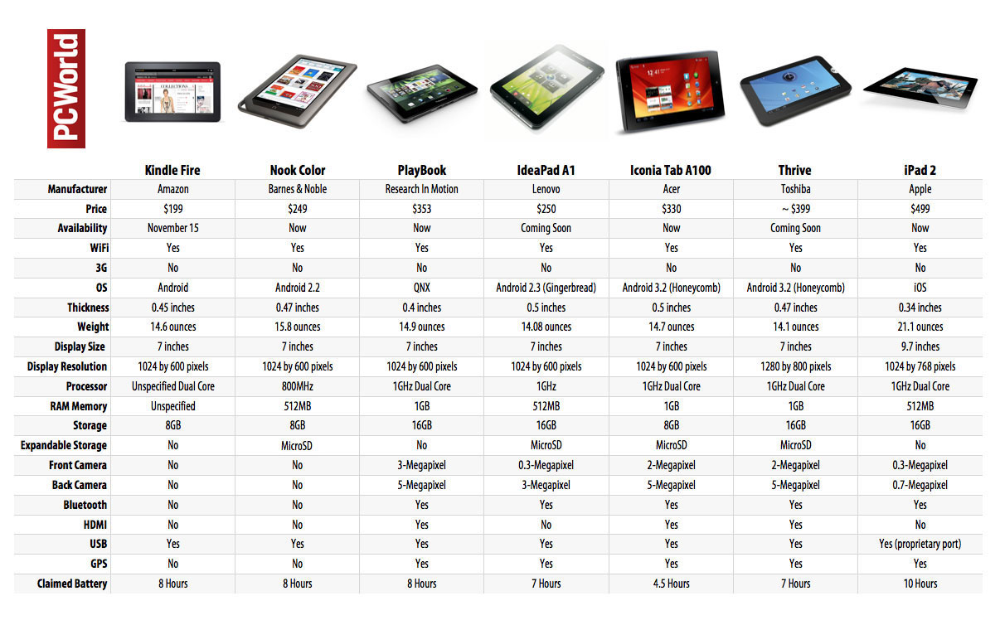 PCWorld
Kindle Fire Nook Color PlayBook IdeaPad A1 Iconia Tab A100 Thrive iPad 2
Manufacturer Amazon Barnes & Noble Research In Motion Lenovo Acer Toshiba Apple
Price $199 $249 $353 $250 $330 ~ $399 $499
Availability November 15 Now Now Coming Soon Now Coming Soon Now
WiFi Yes Yes Yes Yes Yes Yes Yes
3G No No No No No No No
OS Android Android 2.2 QNX Android 2.3 (Gingerbread) Android 3.2 (Honeycomb) Android 3.2 (Honeycomb) iOS
Thickness 0.45 inches 0.47 inches 0.4 inches 0.5 inches 0.5 inches 0.47 inches 0.34 inches
Weight 14.6 ounces 15.8 ounces 14.9 ounces 14.08 ounces 14.7 ounces 14.1 ounces 21.1 ounces
Display Size 7 inches 7 inches 7 inches 7 inches 7 inches 7 inches 9.7 inches
Display Resolution 1024 by 600 pixels 1024 by 600 pixels 1024 by 600 pixels 1024 by 600 pixels 1024 by 600 pixels 1280 by 800 pixels 1024 by 768 pixels
Processor Unspecified Dual Core 800MHz 1GHz Dual Core 1GHz 1GHz Dual Core 1GHz Dual Core 1GHz Dual Core
RAM Memory Unspecified 512MB 1GB 512MB 1GB 1GB 512MB
Storage 8GB 8GB 16GB 16GB 8GB 16GB 16GB
Expandable Storage No MicroSD No MicroSD MicroSD MicroSD No
Front Camera No No 3-Megapixel 0.3-Megapixel 2-Megapixel 2-Megapixel 0.3-Megapixel
Back Camera No No 5-Megapixel 3-Megapixel 5-Megapixel 5-Megapixel 0.7-Megapixel
Bluetooth No No Yes Yes Yes Yes Yes
HDMI No No Yes No Yes Yes No
USB Yes Yes Yes Yes Yes Yes Yes (proprietary port)
GPS No No Yes Yes Yes Yes Yes
Claimed Battery 8 Hours 8 Hours 8 Hours 7 Hours 4.5 Hours 7 Hours 10 Hours